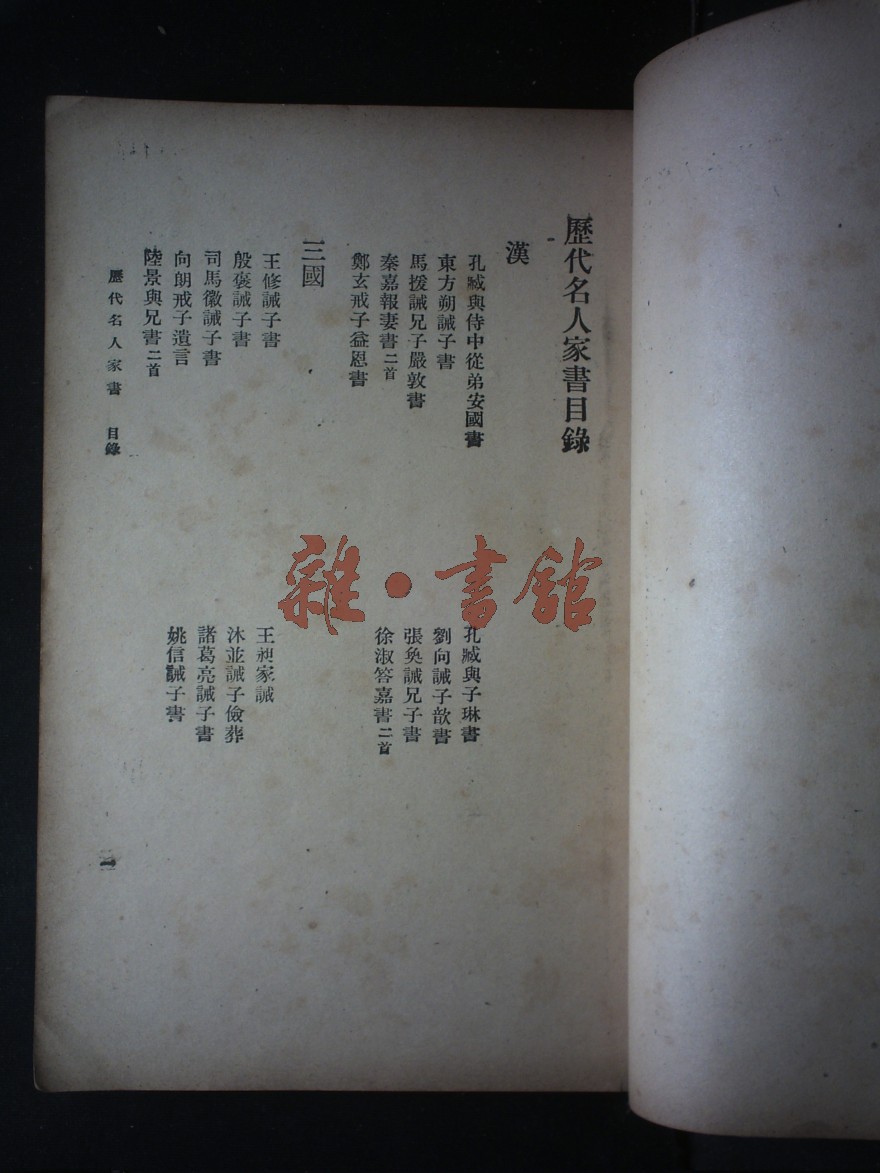 歷代名人家書目錄
漢
孔臧與侍中從弟安國書
孔臧與子琳書
東方朔誡子書
劉向誡子歆書
馬援誡兄子嚴敦書
張奐誡兄子書
秦嘉報妻書二首
徐淑答嘉書二首
鄭玄戒子益恩書
三國
王修誡子書
王昶家誡
殷褒誡子書
沐並誡子儉葬
司馬徽誡子書
諸葛亮誡子書
向朗戒子遺言
姚信誡子書
陸景與兄書二首
歷代名人家書 目錄
一
雜·書館